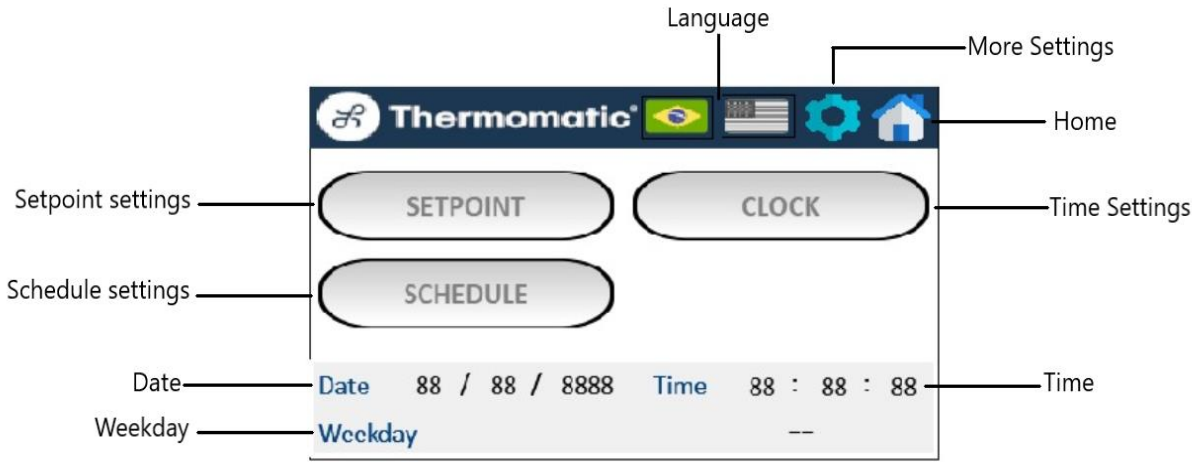 Language
More Settings
Thermomatic®
Home
Setpoint settings
SETPOINT
CLOCK
Time Settings
Schedule settings
SCHEDULE
Date
Date 88 / 88 / 8888 Time 88 : 88 : 88
Time
Weekday
Weekday --